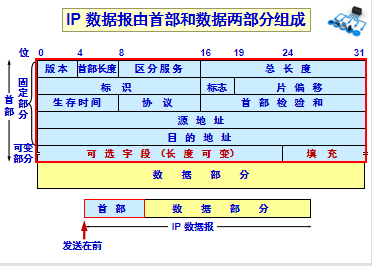 IP 数据报由首部和数据两部分组成
位 0 4 8 16 19 24 31
版本 首部长度 区分服务 总长度
标识 标志 片偏移
生存时间 协议 首部检验和
源地址
目的地址
可选字段(长度可变) 填充
数据部分
首部
固定部分
可变部分
首部 数据部分
IP 数据报
发送在前